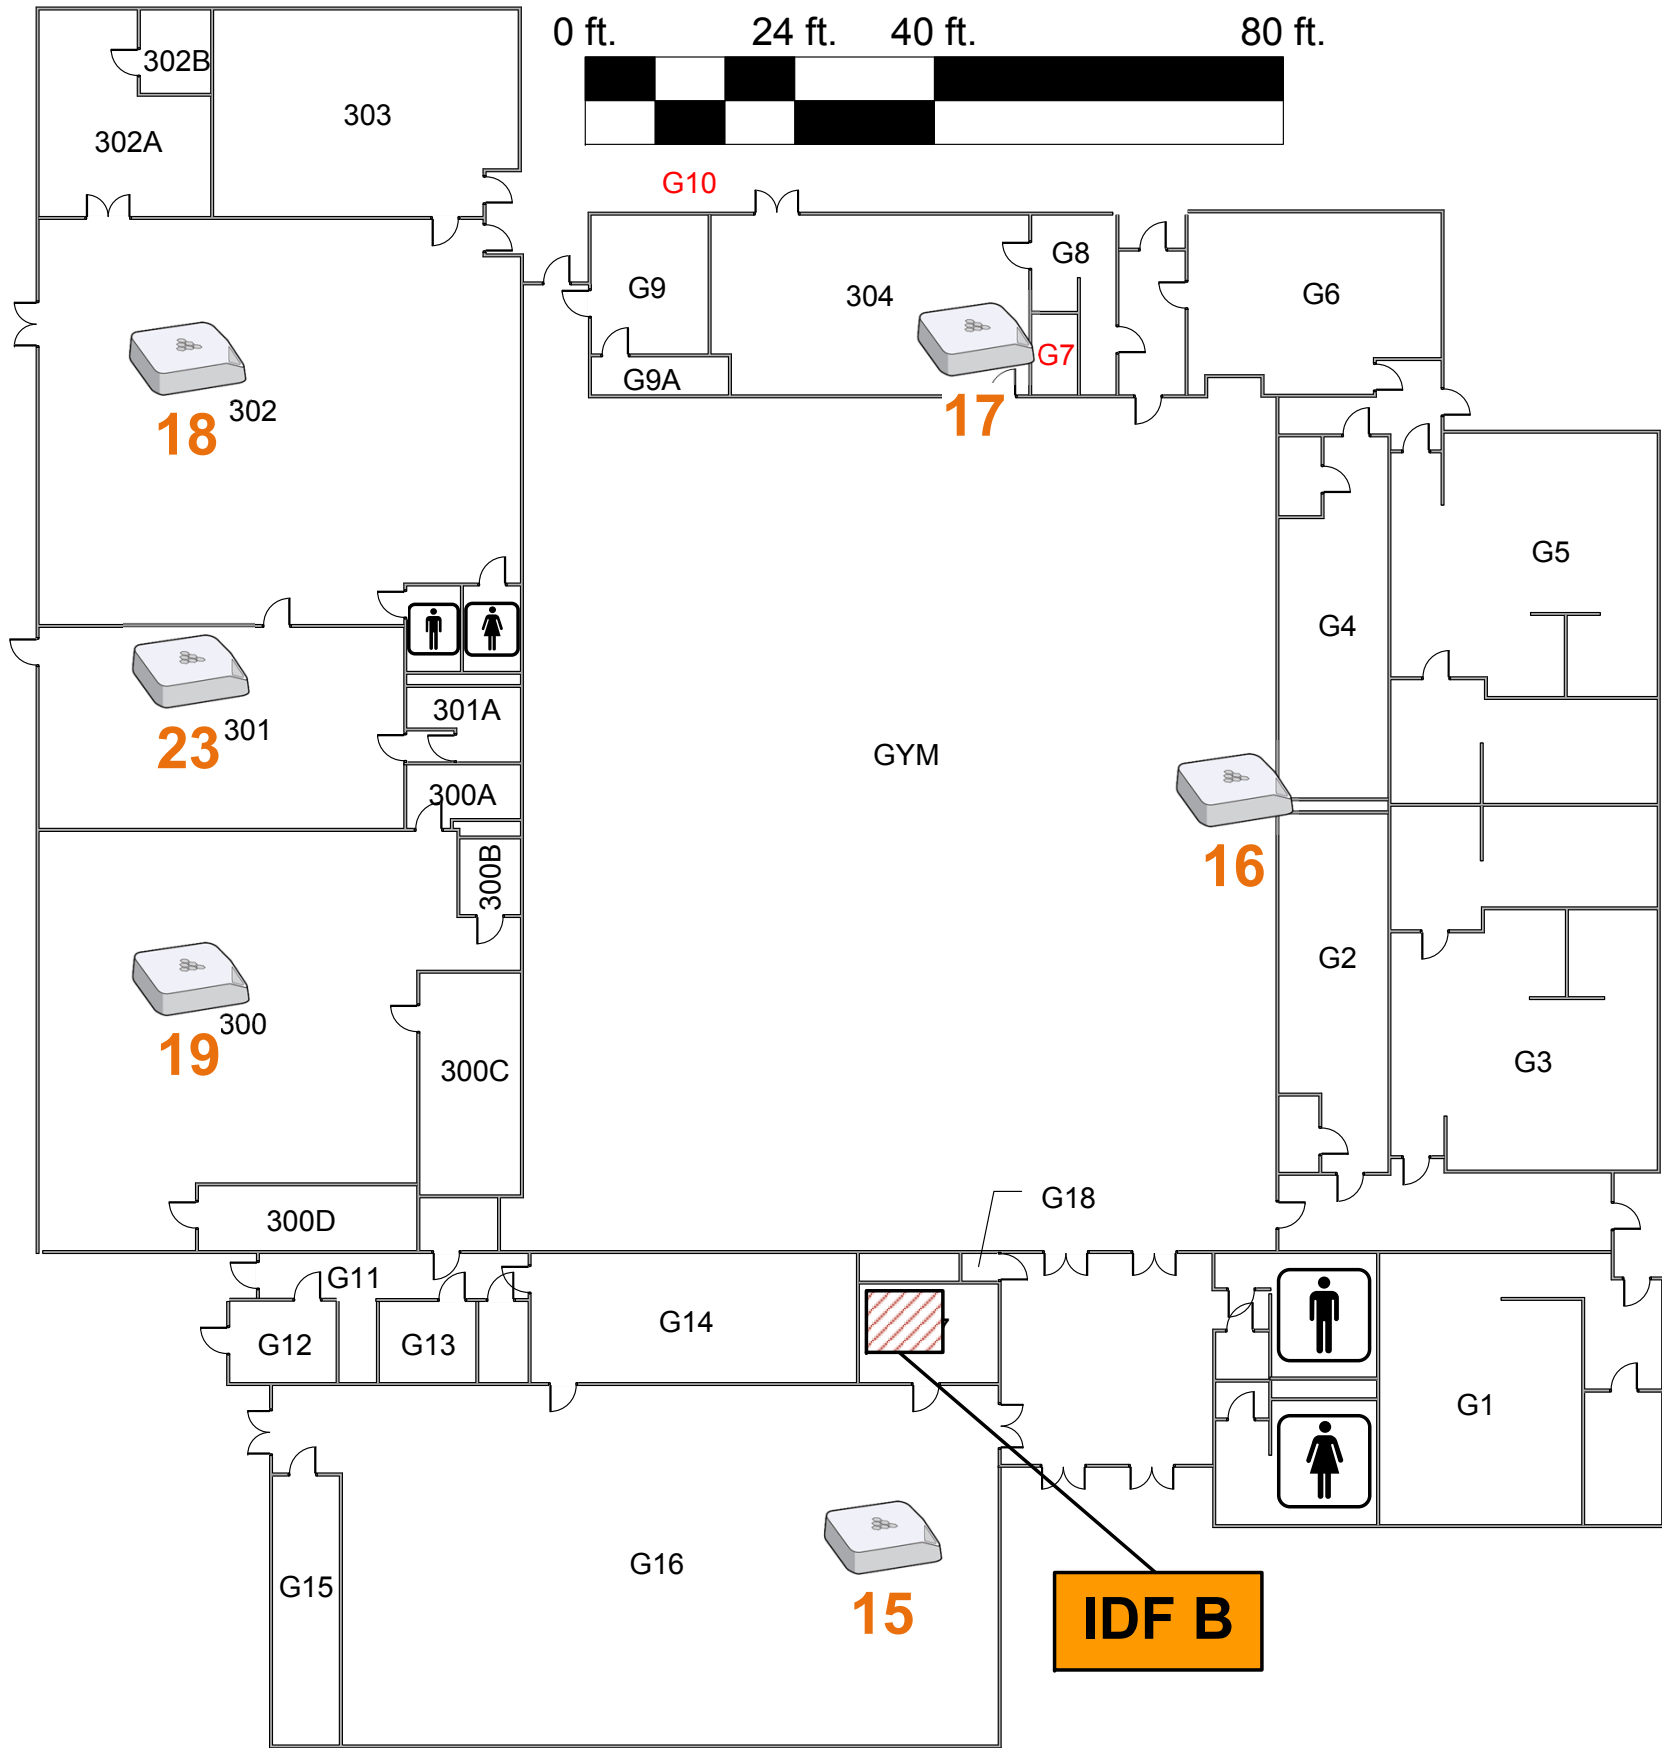 0 ft. 24 ft. 40 ft. 80 ft.
302B
303
302A
G10
G8
G9
304
G6
G7
G9A
302
18
17
G5
G4
301A
301
23
GYM
300A
300B
16
G2
300
19
G3
300C
G18
300D
G11
G14
G12
G13
G1
G16
G15
15
IDF B